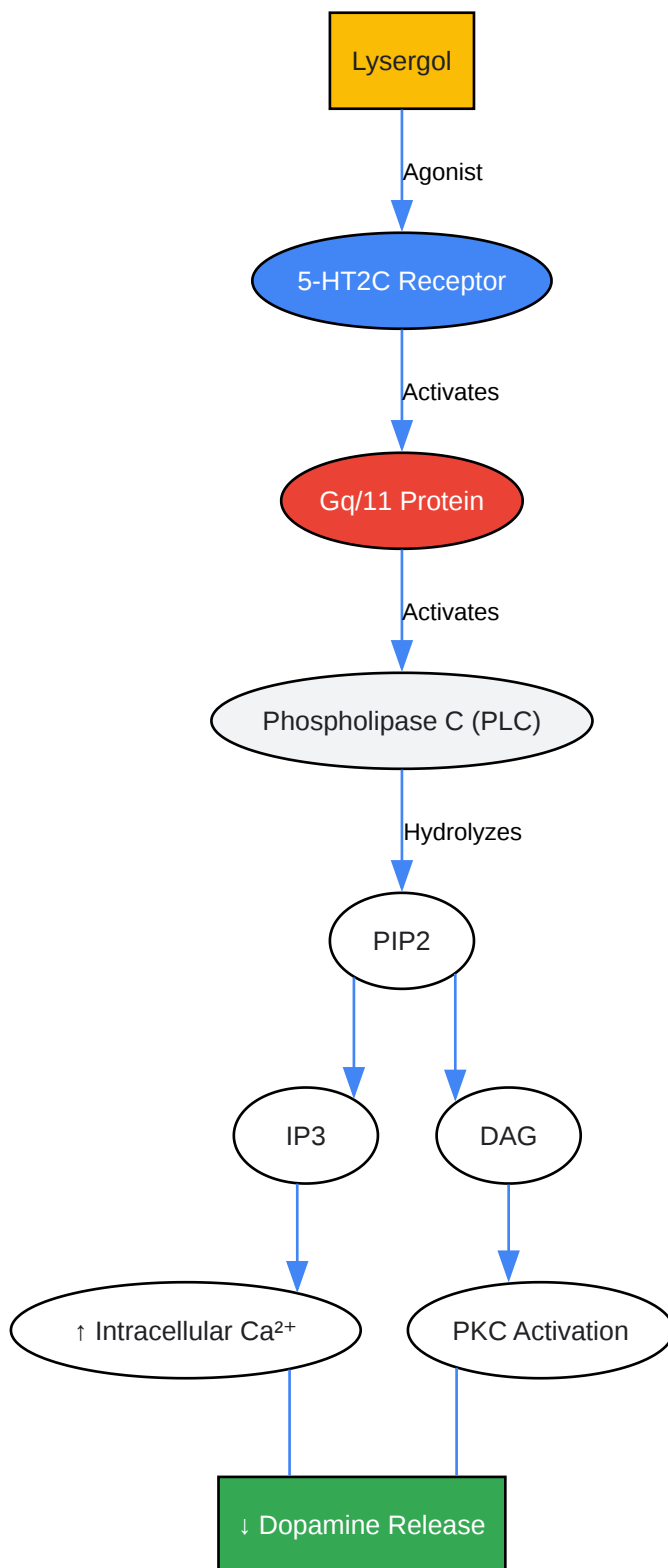 Lysergol
Agonist
5-HT2C Receptor
Activates
Gq/11 Protein
Activates
Phospholipase C (PLC)
Hydrolyzes
PIP2
IP3
DAG
↑ Intracellular Ca²⁺
PKC Activation
↓ Dopamine Release